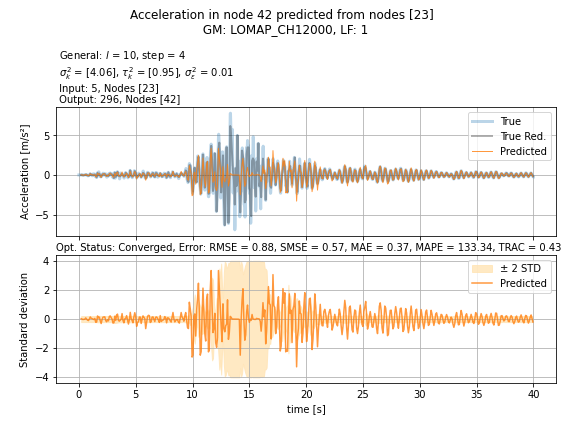 Acceleration in node 42 predicted from nodes [23]
GM: LOMAP_CH12000, LF: 1
General: l = 10, step = 4
σ²ₖ = [4.06], τ²ₖ = [0.95], σ²ε = 0.01
Input: 5, Nodes [23]
Output: 296, Nodes [42]
Acceleration [m/s²]
5
0
−5
True
True Red.
Predicted
Opt. Status: Converged, Error: RMSE = 0.88, SMSE = 0.57, MAE = 0.37, MAPE = 133.34, TRAC = 0.43
Standard deviation
4
2
0
−2
−4
± 2 STD
Predicted
0 5 10 15 20 25 30 35 40
time [s]